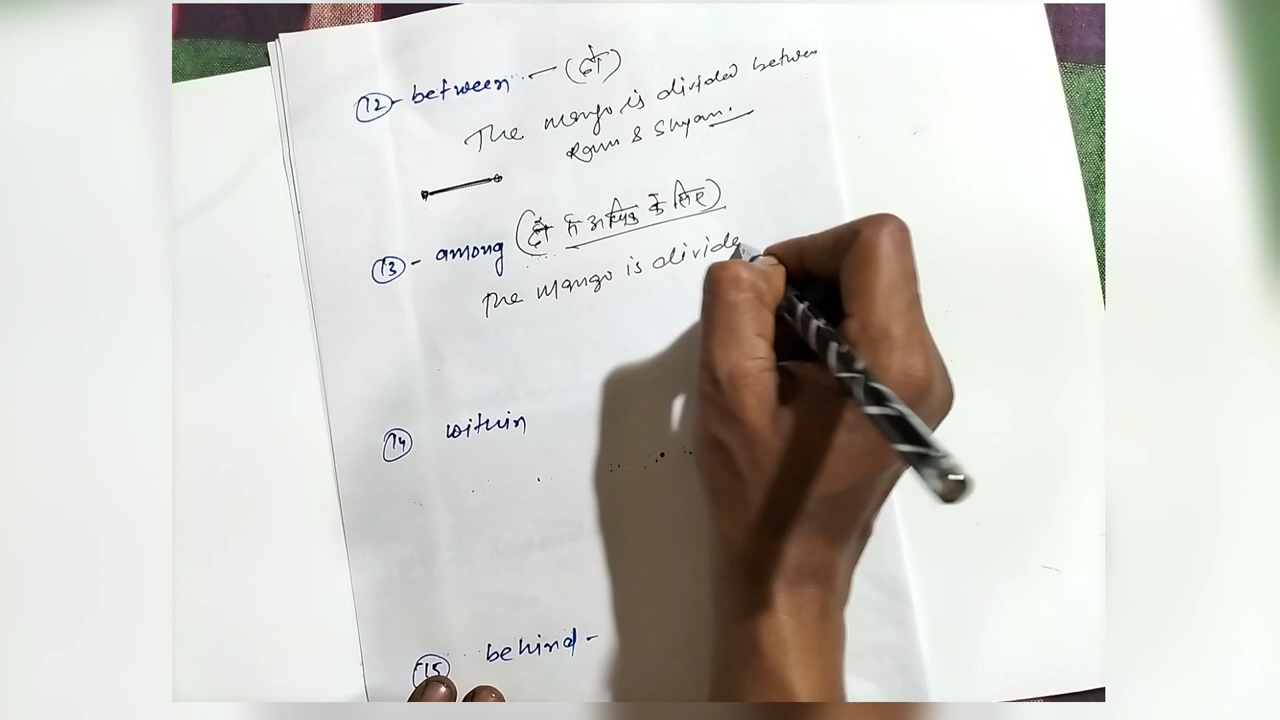 12 - between - (दो)
The mango is divided between
Ram & Shyam.
13 - among (दो से अधिक के लिए)
The mango is divide
14 within
15 behind -